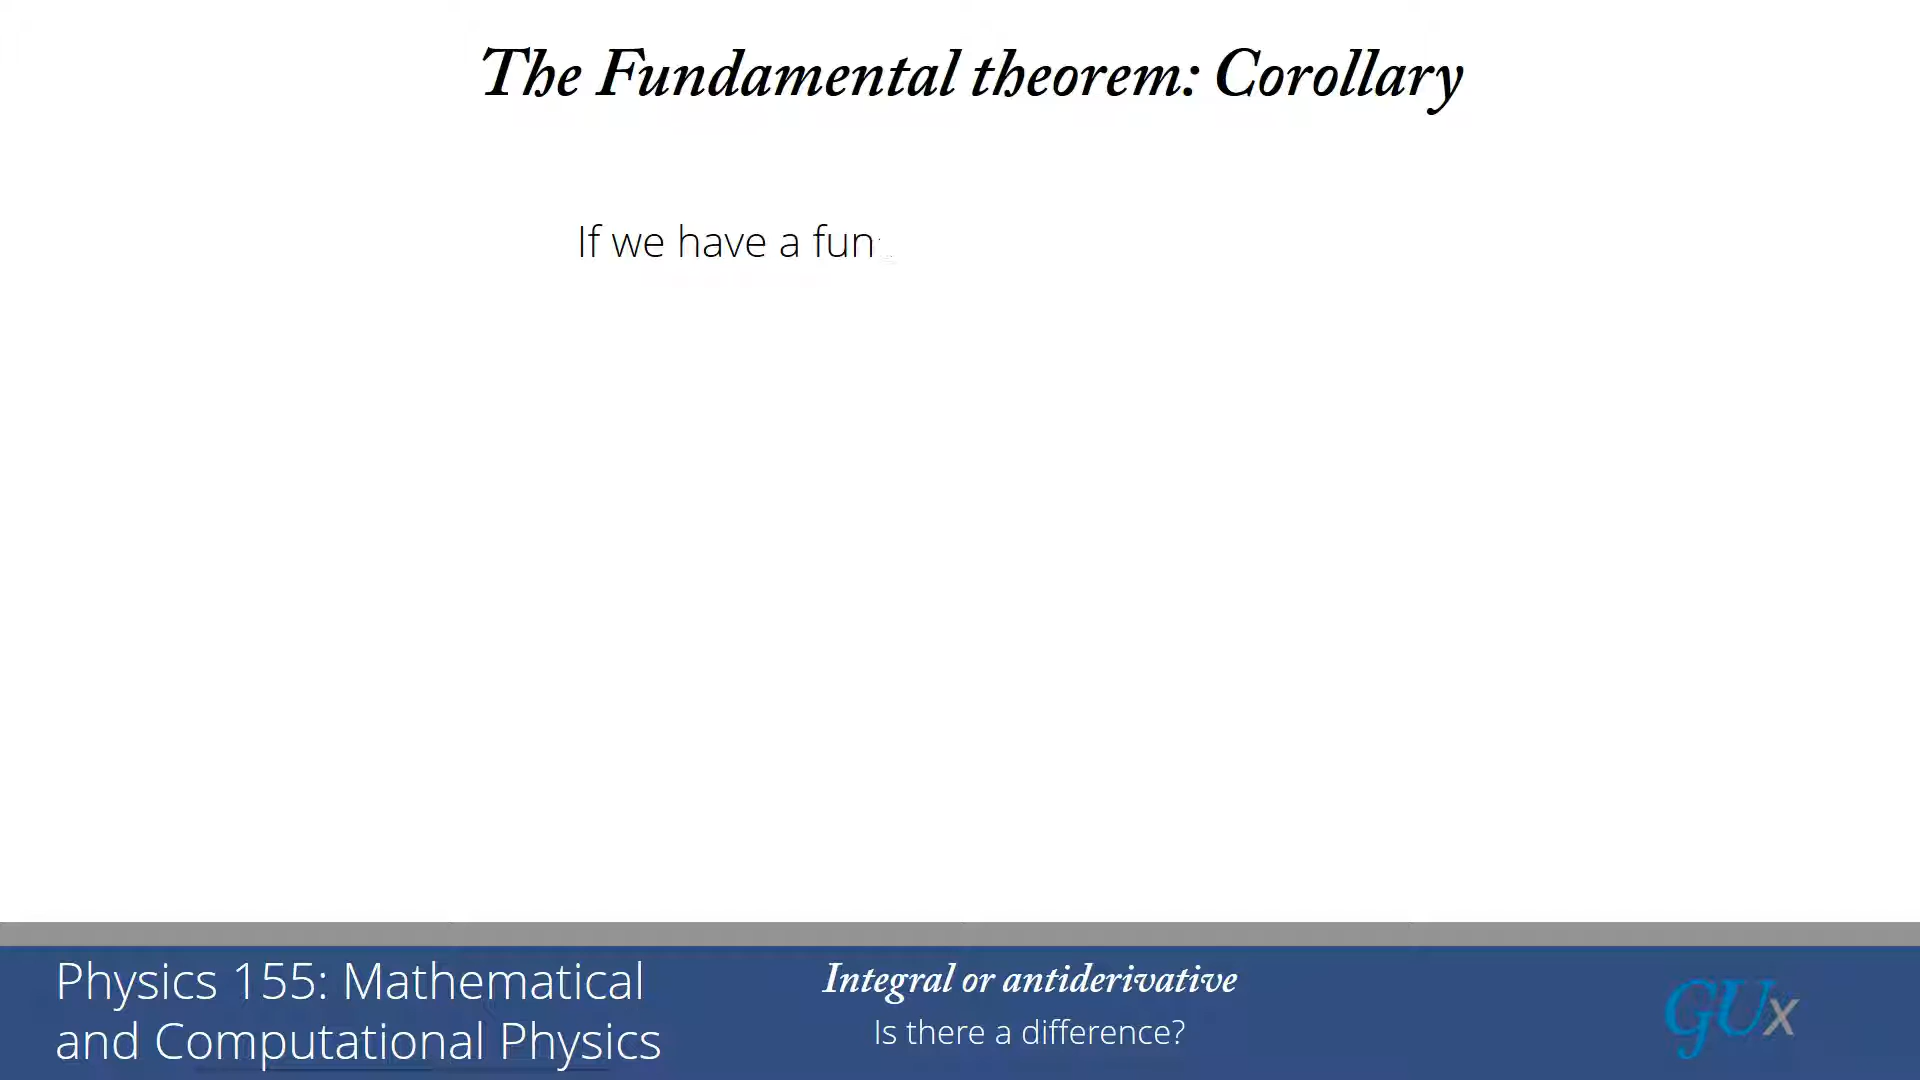 The Fundamental theorem: Corollary
If we have a fun
Physics 155: Mathematical
and Computational Physics
Integral or antiderivative
Is there a difference?
GUx